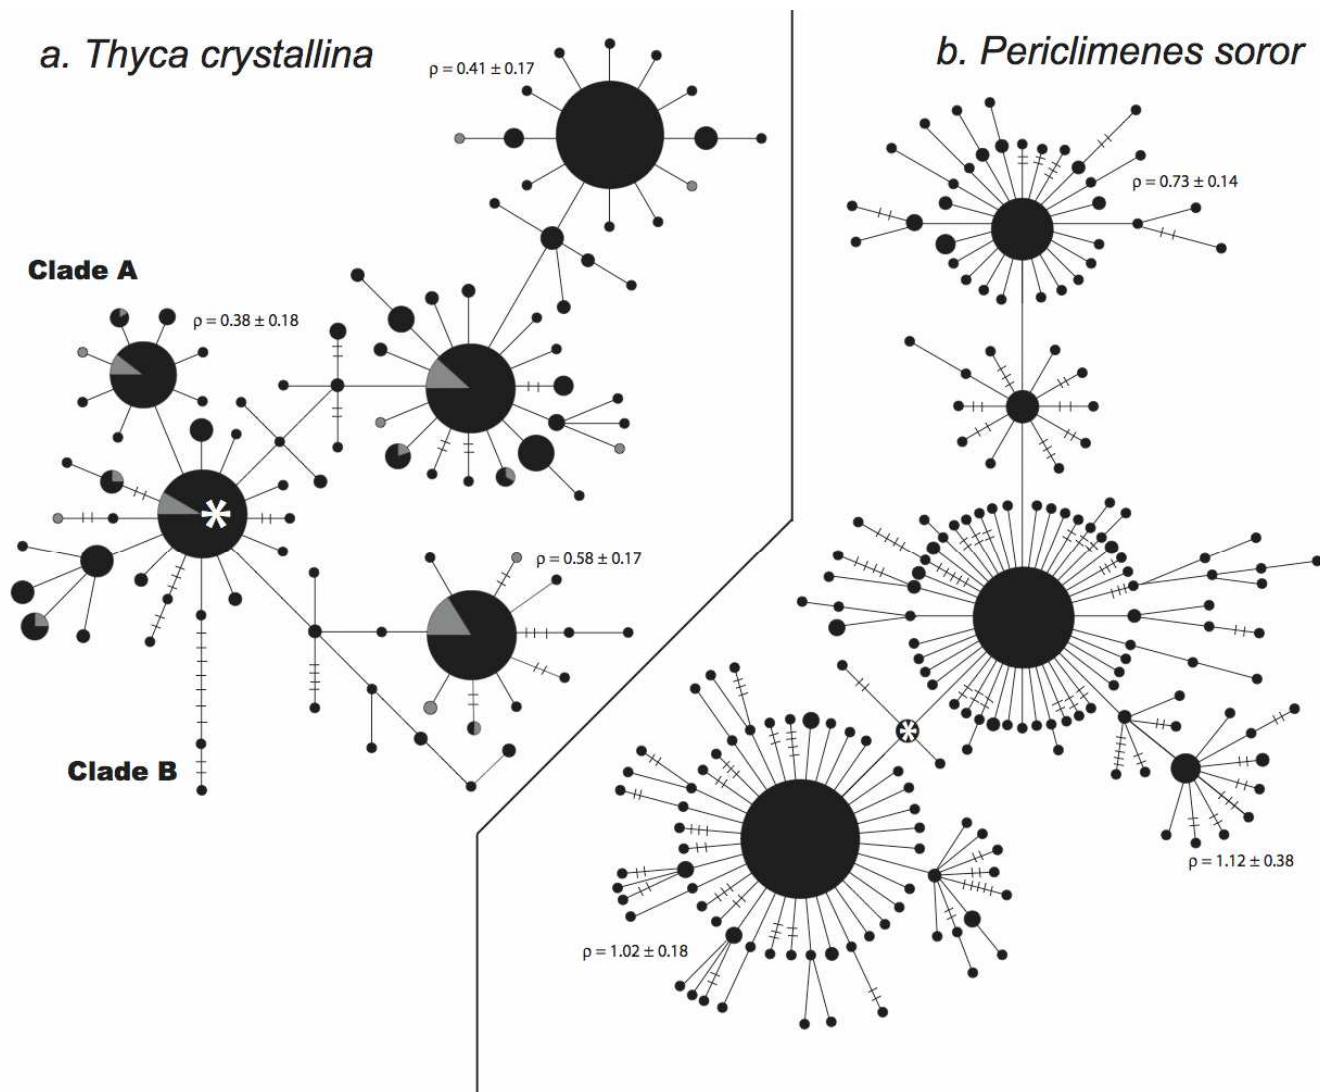 a. Thyca crystallina
b. Periclimenes soror
ρ = 0.41 ± 0.17
ρ = 0.73 ± 0.14
Clade A
ρ = 0.38 ± 0.18
*
ρ = 0.58 ± 0.17
*
Clade B
ρ = 1.12 ± 0.38
ρ = 1.02 ± 0.18